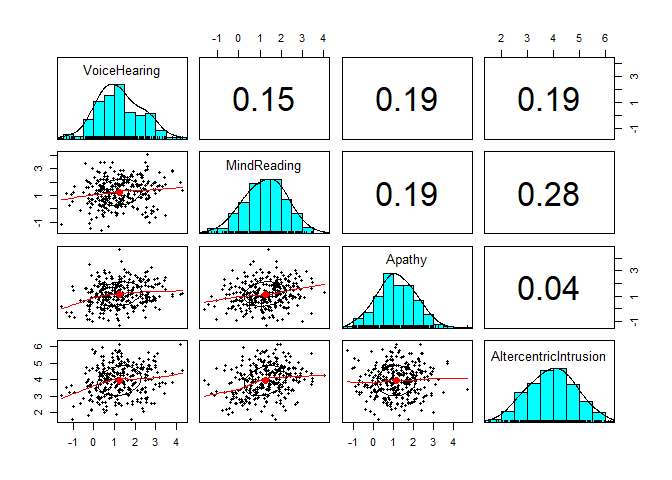 -1 0 1 2 3 4
2 3 4 5 6
VoiceHearing
0.15
0.19
0.19
-1 1 3
-1 1 3
MindReading
0.19
0.28
Apathy
0.04
-1 1 3
2 3 4 5 6
AltercentricIntrusion
-1 0 1 2 3 4
-1 0 1 2 3 4